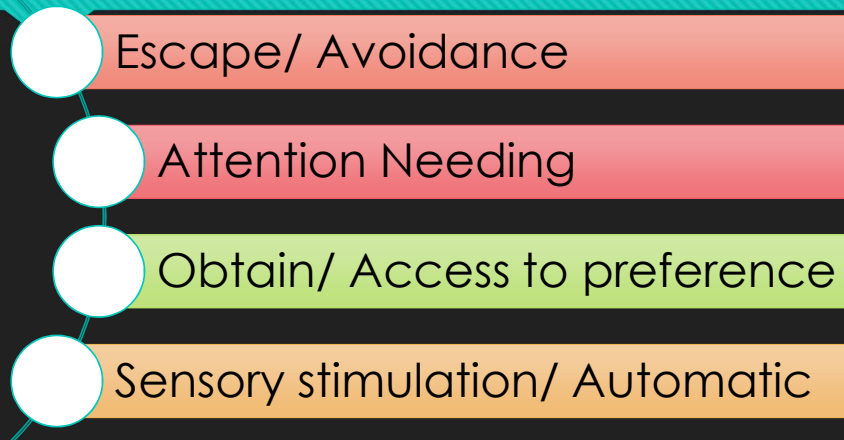 Escape/ Avoidance
Attention Needing
Obtain/ Access to preference
Sensory stimulation/ Automatic